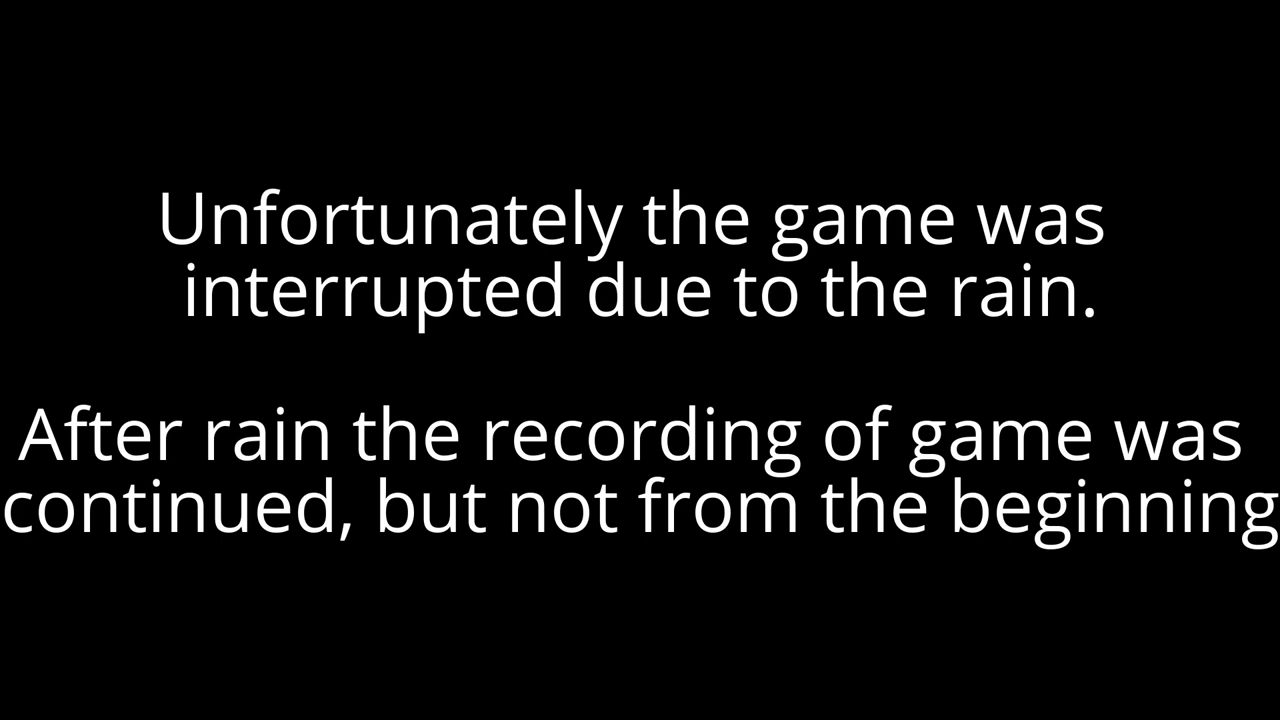 Unfortunately the game was
interrupted due to the rain.
After rain the recording of game was
continued, but not from the beginning